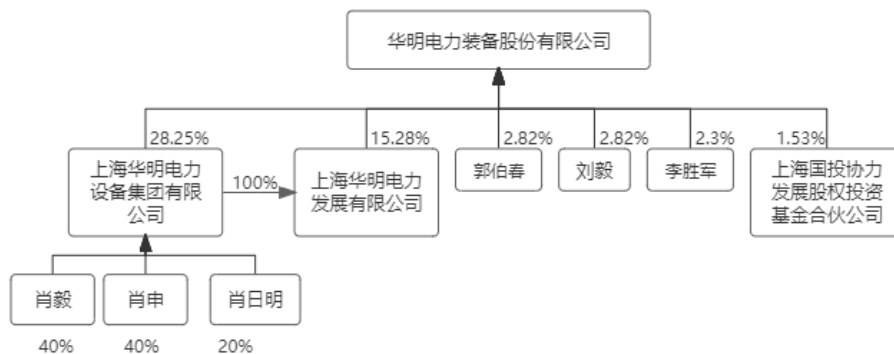 华明电力装备股份有限公司
28.25%
15.28%
2.82%
2.82%
2.3%
1.53%
上海华明电力
设备集团有限
公司
100%
上海华明电力
发展有限公司
郭伯春
刘毅
李胜军
上海国投协力
发展股权投资
基金合伙公司
肖毅
肖申
肖日明
40%
40%
20%